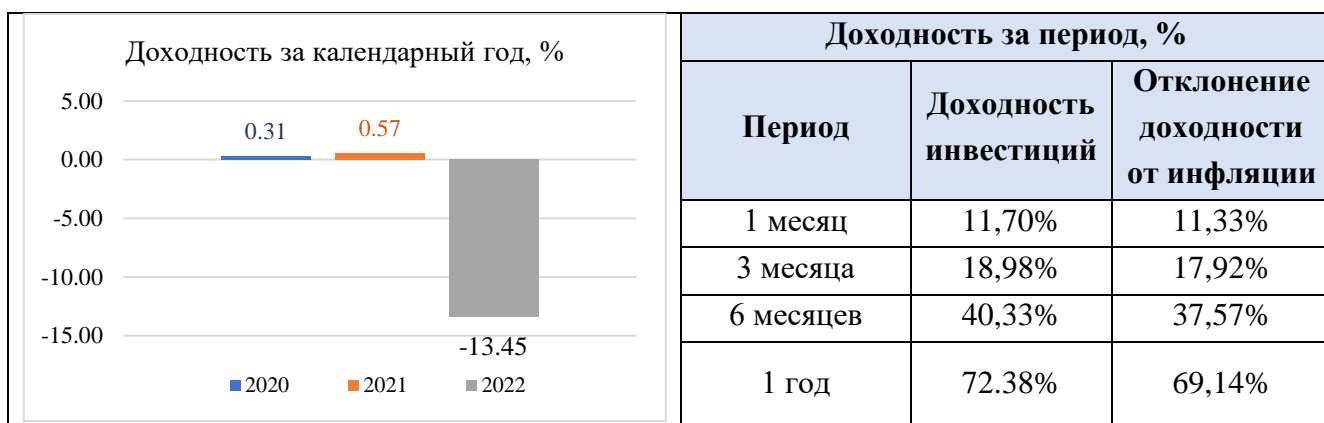 Доходность за календарный год, %
5.00
0.00
-5.00
-10.00
-15.00
0.31
0.57
-13.45
2020 2021 2022
Доходность за период, %
Период
Доходность
инвестиций
Отклонение
доходности
от инфляции
1 месяц 11,70% 11,33%
3 месяца 18,98% 17,92%
6 месяцев 40,33% 37,57%
1 год 72.38% 69,14%